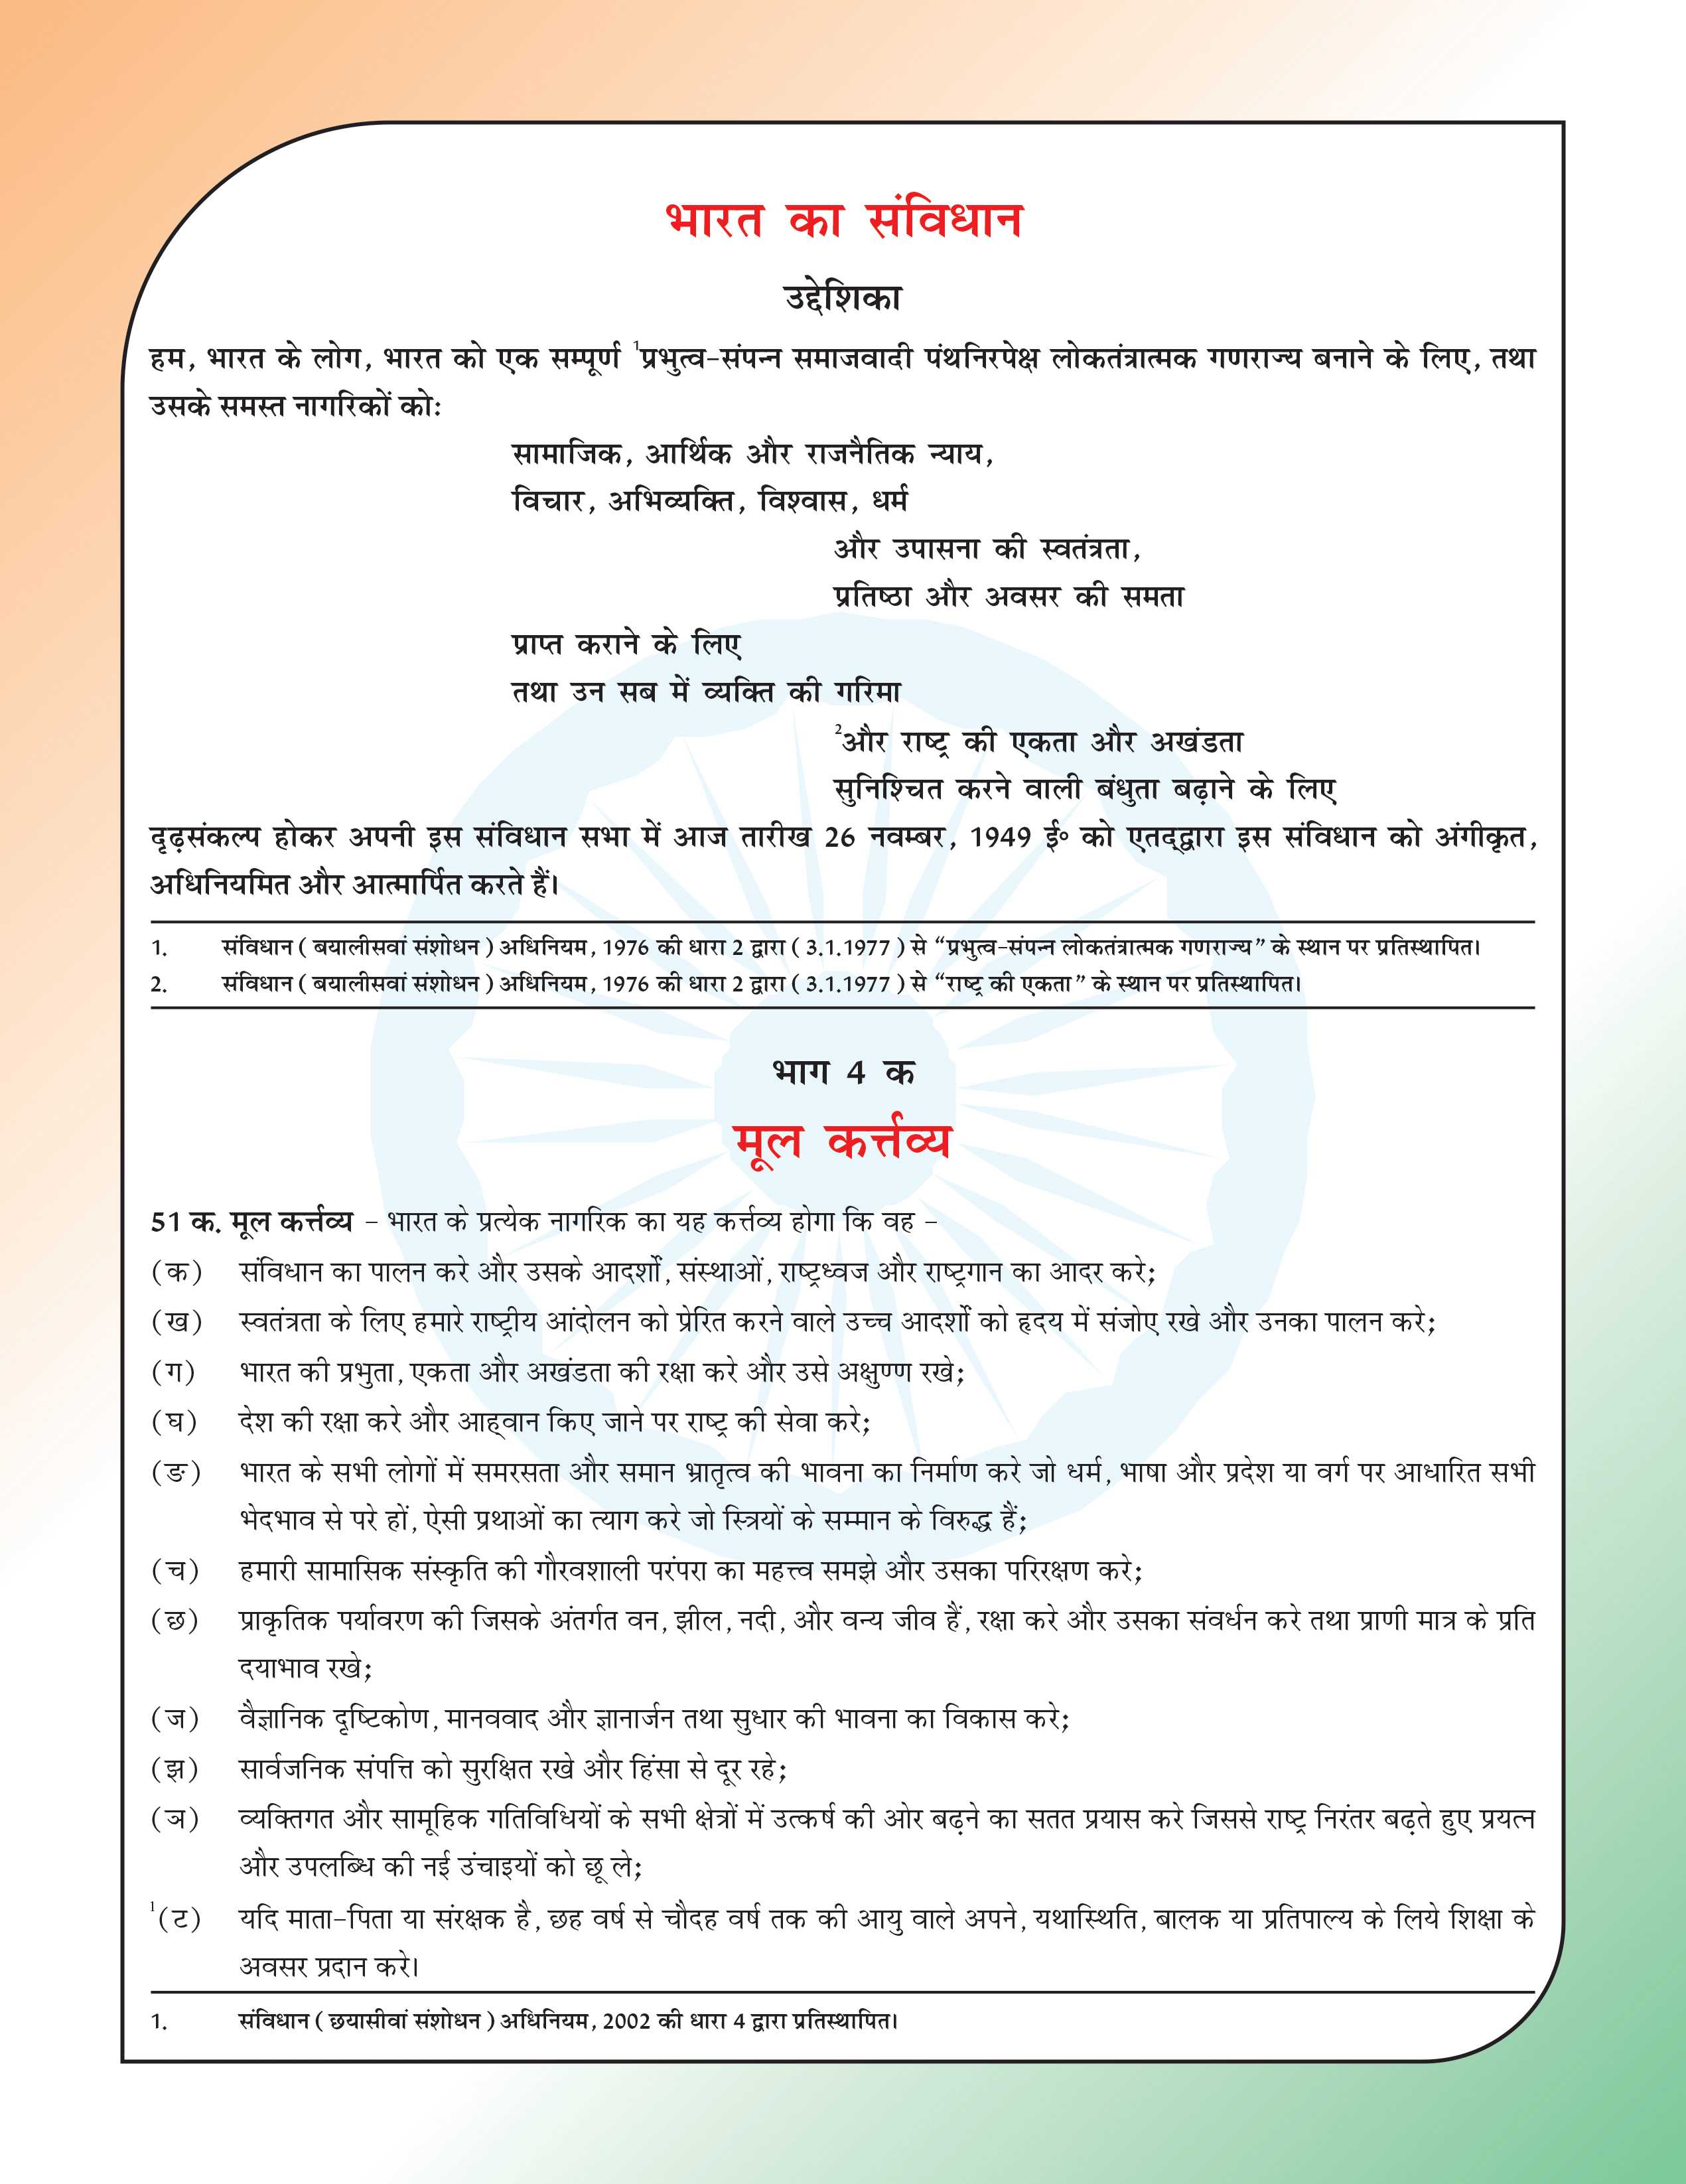 भारत का संविधान
उद्देशिका
हम, भारत के लोग, भारत को एक सम्पूर्ण ¹प्रभुत्व-संपन्न समाजवादी पंथनिरपेक्ष लोकतंत्रात्मक गणराज्य बनाने के लिए, तथा
उसके समस्त नागरिकों को:
सामाजिक, आर्थिक और राजनैतिक न्याय,
विचार, अभिव्यक्ति, विश्वास, धर्म
और उपासना की स्वतंत्रता,
प्रतिष्ठा और अवसर की समता
प्राप्त कराने के लिए
तथा उन सब में व्यक्ति की गरिमा
²और राष्ट्र की एकता और अखंडता
सुनिश्चित करने वाली बंधुता बढ़ाने के लिए
दृढ़संकल्प होकर अपनी इस संविधान सभा में आज तारीख 26 नवम्बर, 1949 ई॰ को एतद्द्वारा इस संविधान को अंगीकृत,
अधिनियमित और आत्मार्पित करते हैं।
1. संविधान ( बयालीसवां संशोधन ) अधिनियम, 1976 की धारा 2 द्वारा ( 3.1.1977 ) से “प्रभुत्व-संपन्न लोकतंत्रात्मक गणराज्य” के स्थान पर प्रतिस्थापित।
2. संविधान ( बयालीसवां संशोधन ) अधिनियम, 1976 की धारा 2 द्वारा ( 3.1.1977 ) से “राष्ट्र की एकता” के स्थान पर प्रतिस्थापित।
भाग 4 क
मूल कर्त्तव्य
51 क. मूल कर्त्तव्य – भारत के प्रत्येक नागरिक का यह कर्त्तव्य होगा कि वह –
(क) संविधान का पालन करे और उसके आदर्शों, संस्थाओं, राष्ट्रध्वज और राष्ट्रगान का आदर करे;
(ख) स्वतंत्रता के लिए हमारे राष्ट्रीय आंदोलन को प्रेरित करने वाले उच्च आदर्शों को हृदय में संजोए रखे और उनका पालन करे;
(ग) भारत की प्रभुता, एकता और अखंडता की रक्षा करे और उसे अक्षुण्ण रखे;
(घ) देश की रक्षा करे और आह्‌वान किए जाने पर राष्ट्र की सेवा करे;
(ङ) भारत के सभी लोगों में समरसता और समान भ्रातृत्व की भावना का निर्माण करे जो धर्म, भाषा और प्रदेश या वर्ग पर आधारित सभी
भेदभाव से परे हों, ऐसी प्रथाओं का त्याग करे जो स्त्रियों के सम्मान के विरुद्ध हैं;
(च) हमारी सामासिक संस्कृति की गौरवशाली परंपरा का महत्त्व समझे और उसका परिरक्षण करे;
(छ) प्राकृतिक पर्यावरण की जिसके अंतर्गत वन, झील, नदी, और वन्य जीव हैं, रक्षा करे और उसका संवर्धन करे तथा प्राणी मात्र के प्रति
दयाभाव रखे;
(ज) वैज्ञानिक दृष्टिकोण, मानववाद और ज्ञानार्जन तथा सुधार की भावना का विकास करे;
(झ) सार्वजनिक संपत्ति को सुरक्षित रखे और हिंसा से दूर रहे;
(ञ) व्यक्तिगत और सामूहिक गतिविधियों के सभी क्षेत्रों में उत्कर्ष की ओर बढ़ने का सतत प्रयास करे जिससे राष्ट्र निरंतर बढ़ते हुए प्रयत्न
और उपलब्धि की नई उंचाइयों को छू ले;
¹(ट) यदि माता-पिता या संरक्षक है, छह वर्ष से चौदह वर्ष तक की आयु वाले अपने, यथास्थिति, बालक या प्रतिपाल्य के लिये शिक्षा के
अवसर प्रदान करे।
1. संविधान ( छयासीवां संशोधन ) अधिनियम, 2002 की धारा 4 द्वारा प्रतिस्थापित।